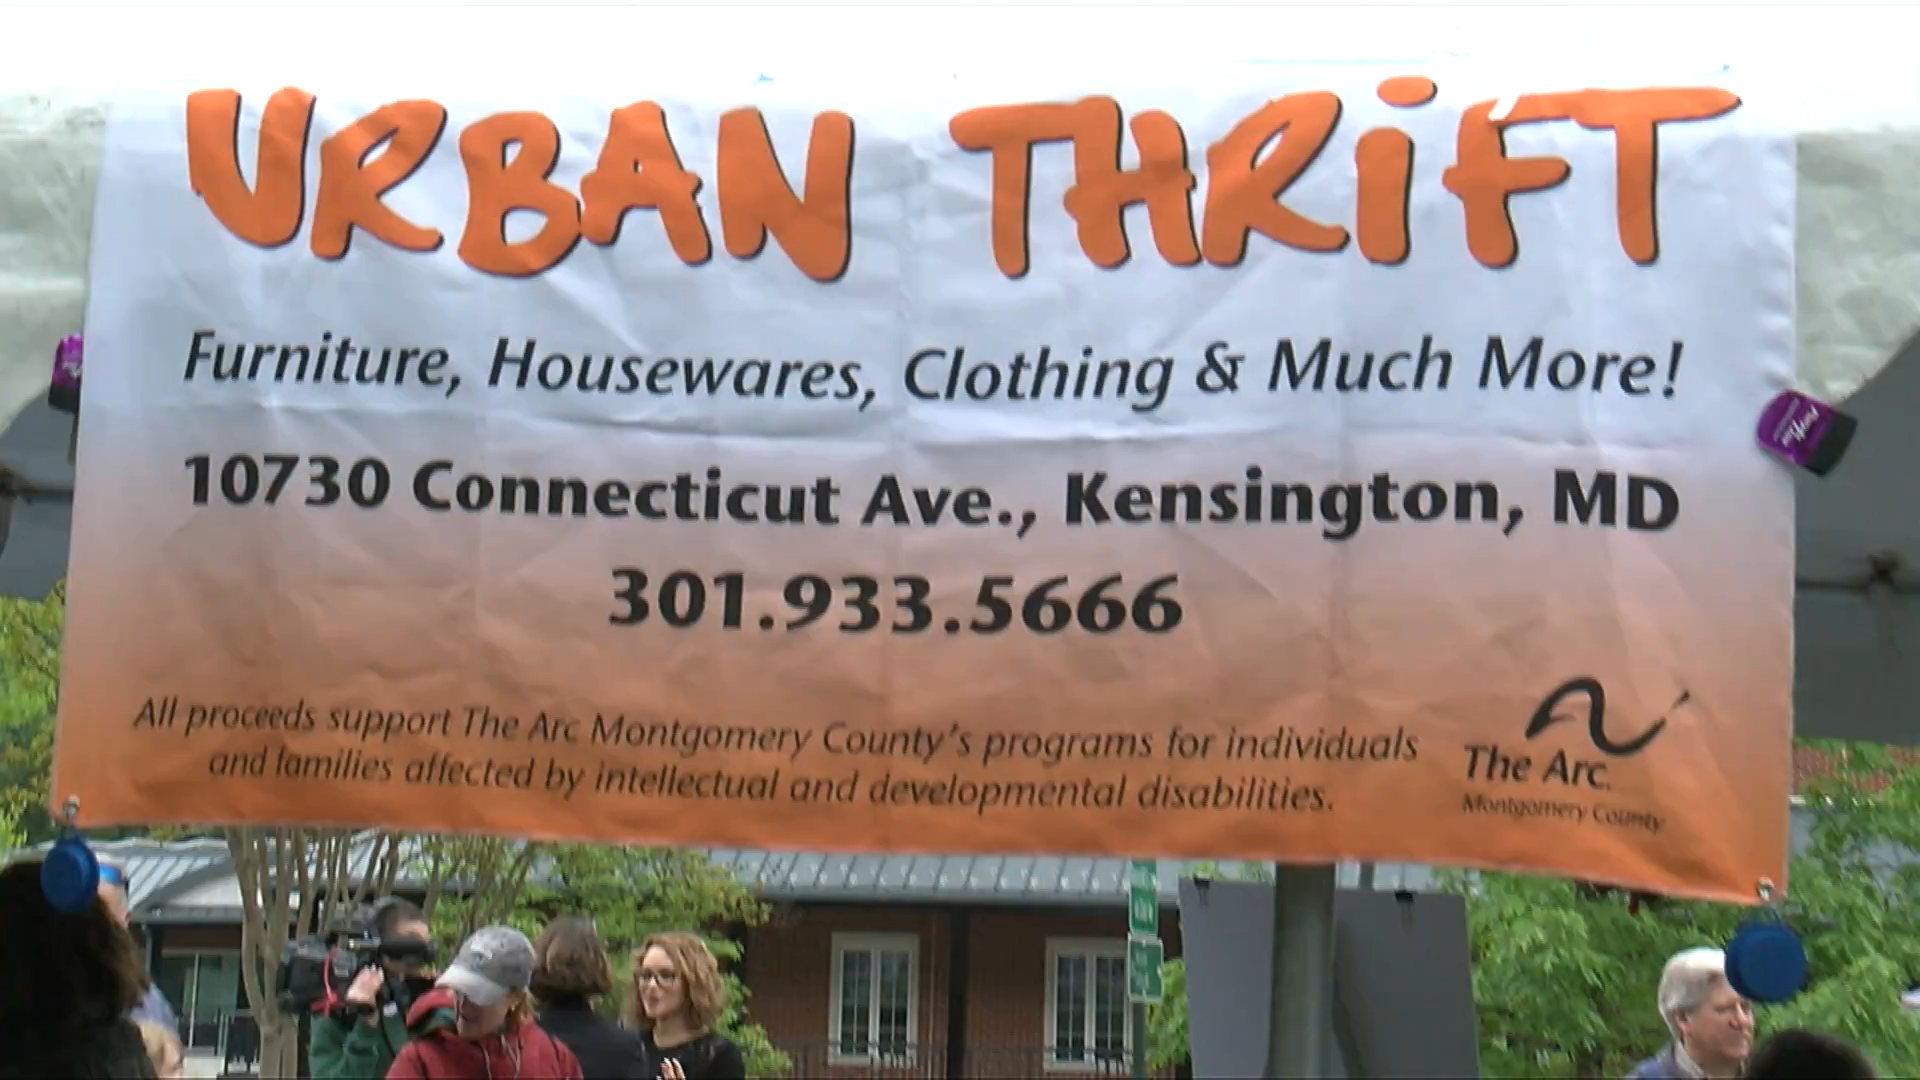 URBAN THRiFT
Furniture, Housewares, Clothing & Much More!
10730 Connecticut Ave., Kensington, MD
301.933.5666
All proceeds support The Arc Montgomery County's programs for individuals
and families affected by intellectual and developmental disabilities.
The Arc.
Montgomery County